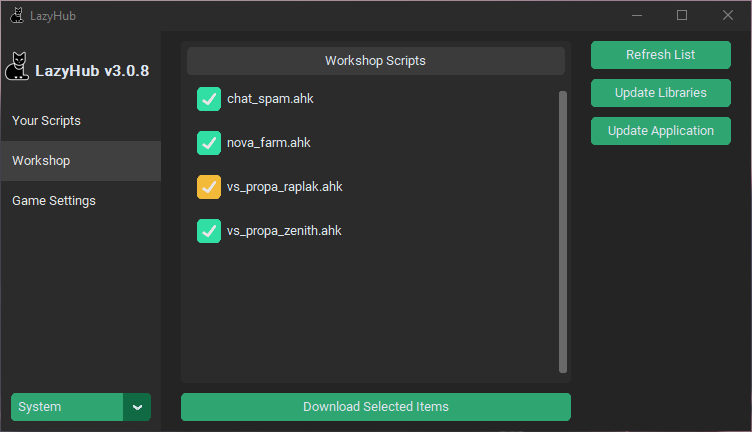 LazyHub
LazyHub v3.0.8
Your Scripts
Workshop
Game Settings
System
Workshop Scripts
chat_spam.ahk
nova_farm.ahk
vs_propa_raplak.ahk
vs_propa_zenith.ahk
Download Selected Items
Refresh List
Update Libraries
Update Application